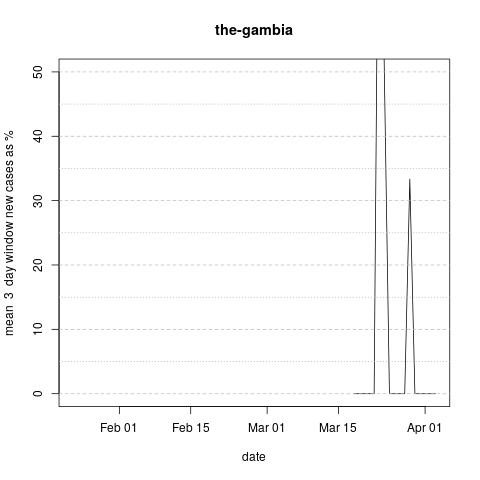 the-gambia
mean  3  day window new cases as %
50
40
30
20
10
0
Feb 01
Feb 15
Mar 01
Mar 15
Apr 01
date